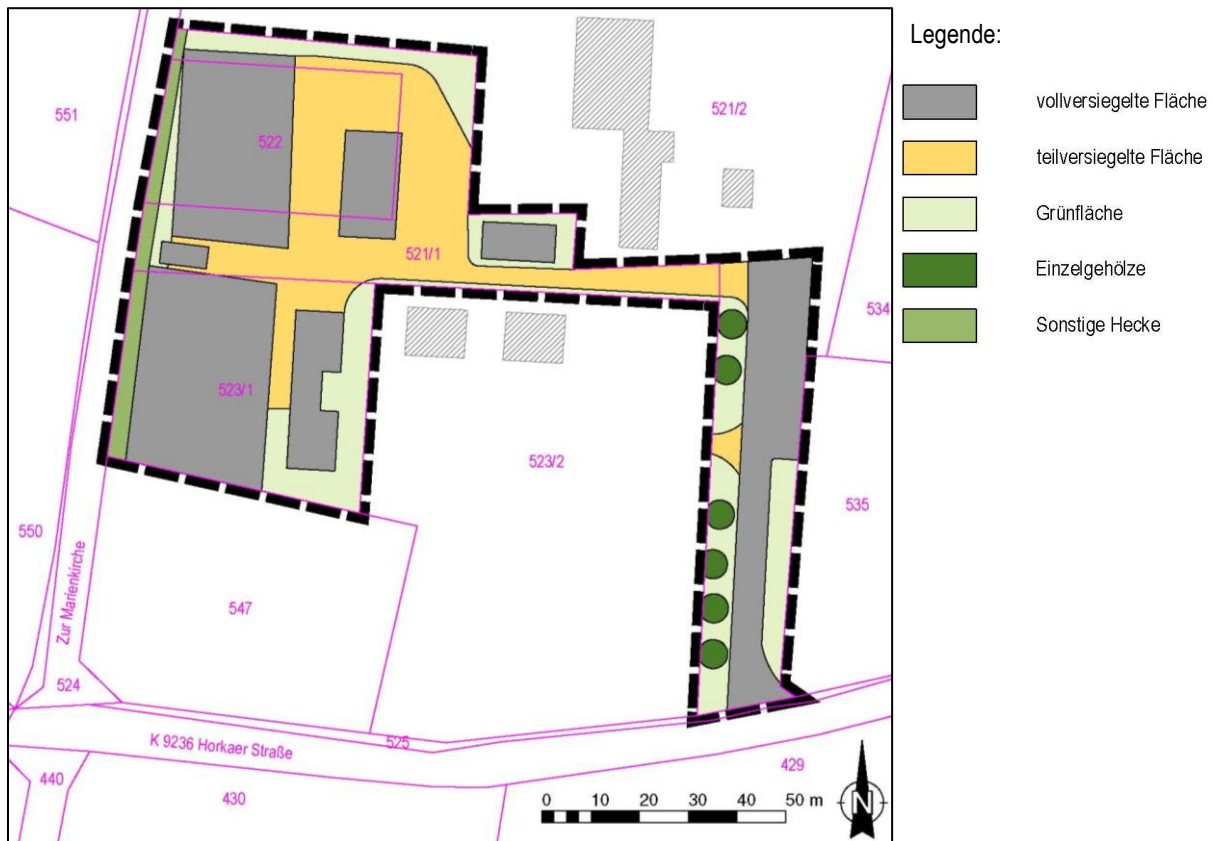 Legende:
vollversiegelte Fläche
teilversiegelte Fläche
Grünfläche
Einzelgehölze
Sonstige Hecke
551
522
521/2
521/1
534
523/1
523/2
535
550
Zur Marienkirche
547
524
525
K 9236 Horkaer Straße
429
440
430
0 10 20 30 40 50 m
N